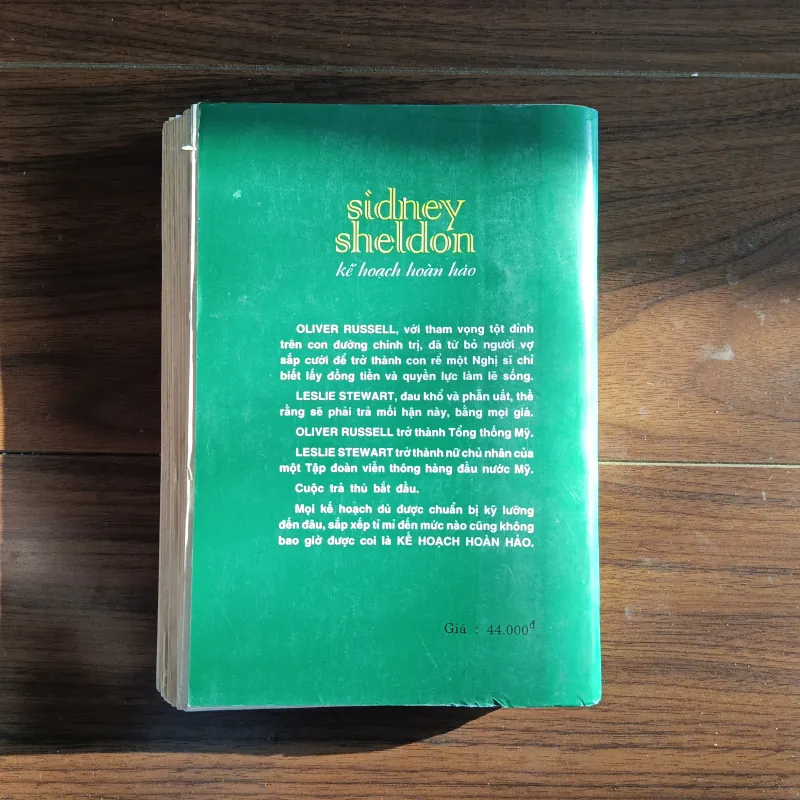 sidney
sheldon
kế hoạch hoàn hảo
OLIVER RUSSELL, với tham vọng tột đỉnh
trên con đường chính trị, đã từ bỏ người vợ
sắp cưới để trở thành con rể một Nghị sĩ chỉ
biết lấy đồng tiền và quyền lực làm lẽ sống.
LESLIE STEWART, đau khổ và phẫn uất, thề
rằng sẽ phải trả mối hận này, bằng mọi giá.
OLIVER RUSSELL trở thành Tổng thống Mỹ.
LESLIE STEWART trở thành nữ chủ nhân của
một Tập đoàn viễn thông hàng đầu nước Mỹ.
Cuộc trả thù bắt đầu.
Mọi kế hoạch dù được chuẩn bị kỹ lưỡng
đến đâu, sắp xếp tỉ mỉ đến mức nào cũng không
bao giờ được coi là KẾ HOẠCH HOÀN HẢO.
Giá : 44.000đ